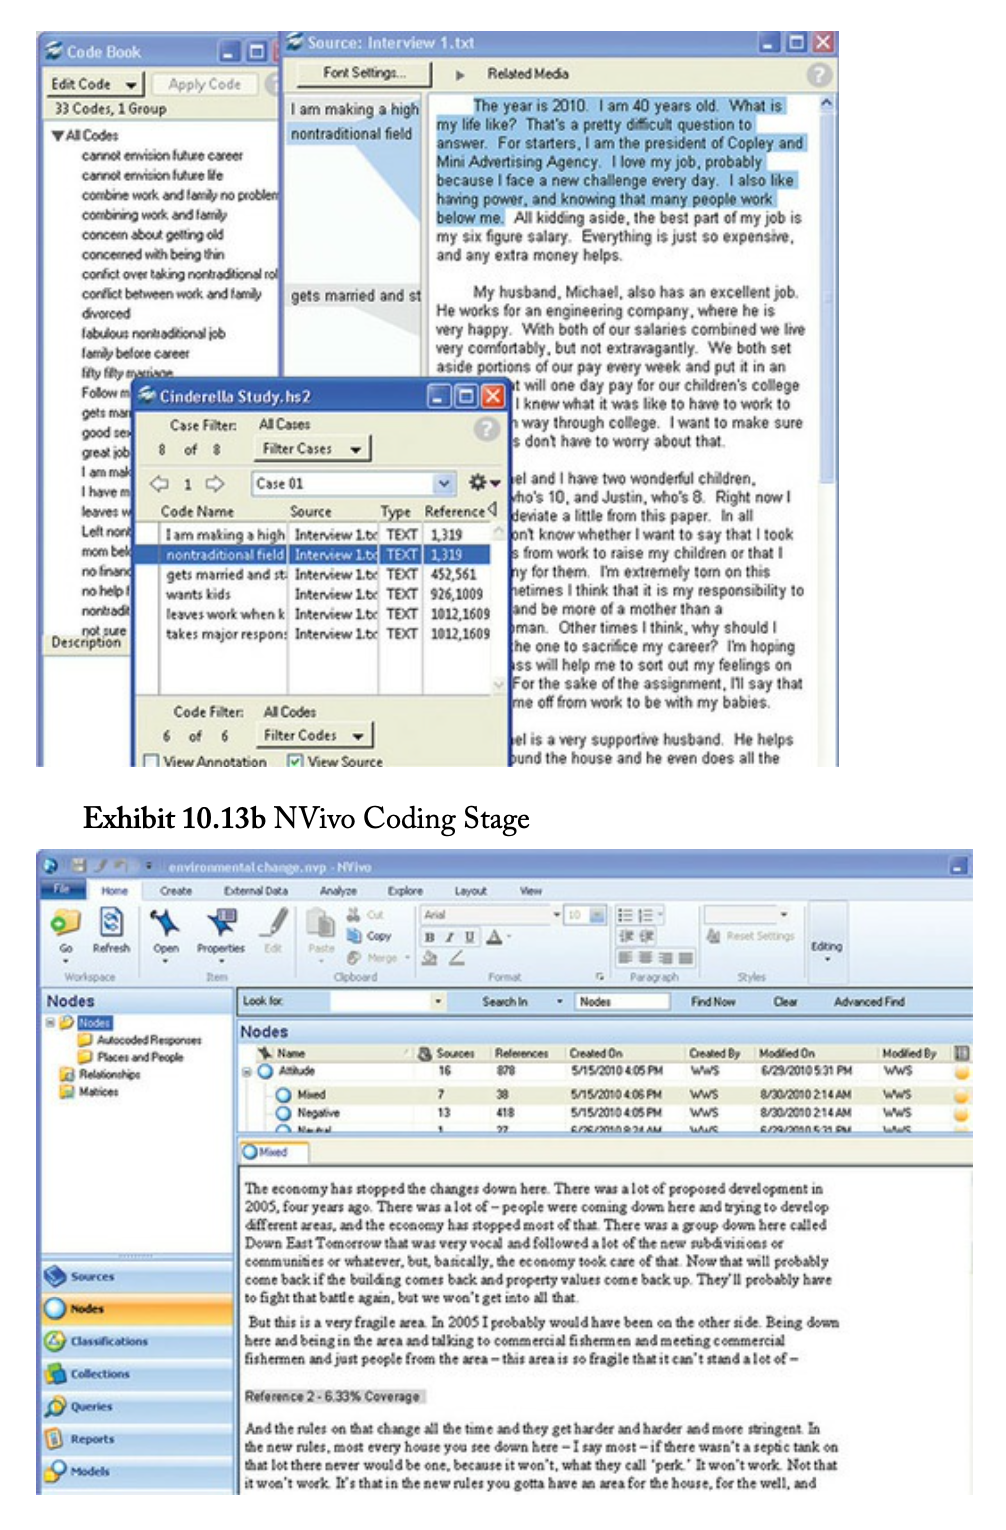 Code Book
Edit Code
Apply Code
?
33 Codes, 1 Group
All Codes
cannot envision future career
cannot envision future life
combine work and family no problem
combining work and family
concern about getting old
concerned with being thin
confict over taking nontraditional rol
conflict between work and family
divorced
fabulous nontraditional job
family before career
fifty fifty marriage
Follow m
gets mar
good sex
great job
I am mak
I have m
leaves w
Left nont
mom bel
no financ
no help f
nontradit
not sure
Description
Source: Interview 1.txt
Font Settings...
Related Media
?
I am making a high
nontraditional field
gets married and st
The year is 2010. I am 40 years old. What is
my life like? That's a pretty difficult question to
answer. For starters, I am the president of Copley and
Mini Advertising Agency. I love my job, probably
because I face a new challenge every day. I also like
having power, and knowing that many people work
below me. All kidding aside, the best part of my job is
my six figure salary. Everything is just so expensive,
and any extra money helps.
My husband, Michael, also has an excellent job.
He works for an engineering company, where he is
very happy. With both of our salaries combined we live
very comfortably, but not extravagantly. We both set
aside portions of our pay every week and put it in an
t will one day pay for our children's college
I knew what it was like to have to work to
n way through college. I want to make sure
s don't have to worry about that.
el and I have two wonderful children,
who's 10, and Justin, who's 8. Right now I
deviate a little from this paper. In all
on't know whether I want to say that I took
s from work to raise my children or that I
ny for them. I'm extremely torn on this
netimes I think that it is my responsibility to
and be more of a mother than a
oman. Other times I think, why should I
the one to sacrifice my career? I'm hoping
ass will help me to sort out my feelings on
For the sake of the assignment, I'll say that
me off from work to be with my babies.
el is a very supportive husband. He helps
ound the house and he even does all the
Cinderella Study.hs2
Case Filter: All Cases
8 of 8 Filter Cases
?
1 Case 01
Code Name Source Type Reference
I am making a high Interview 1.tx TEXT 1,319
nontraditional field Interview 1.tx TEXT 1,319
gets married and st Interview 1.tx TEXT 452,561
wants kids Interview 1.tx TEXT 926,1009
leaves work when k Interview 1.tx TEXT 1012,1609
takes major respons Interview 1.tx TEXT 1012,1609
Code Filter: All Codes
6 of 6 Filter Codes
View Annotation View Source
Exhibit 10.13b NVivo Coding Stage
environmental change.nvp - NVivo
File Home Create External Data Analyze Explore Layout View
Go Refresh Open Properties Edit Paste
Cut
Copy
Merge
Arial 10
B I U A
Reset Settings
Editing
Workspace Item Clipboard Format Paragraph Styles
Nodes
Nodes
Autocoded Responses
Places and People
Relationships
Matrices
Sources
Nodes
Classifications
Collections
Queries
Reports
Models
Look for: Search In Nodes Find Now Clear Advanced Find
Nodes
Name Sources References Created On Created By Modified On Modified By
Attitude 16 878 5/15/2010 4:05 PM WWS 6/29/2010 5:31 PM WWS
Mixed 7 38 5/15/2010 4:06 PM WWS 8/30/2010 2:14 AM WWS
Negative 13 418 5/15/2010 4:05 PM WWS 8/30/2010 2:14 AM WWS
Neutral 1 27 6/26/2010 9:24 AM WWS 6/29/2010 5:31 PM WWS
Mixed
The economy has stopped the changes down here. There was a lot of proposed development in
2005, four years ago. There was a lot of – people were coming down here and trying to develop
different areas, and the economy has stopped most of that. There was a group down here called
Down East Tomorrow that was very vocal and followed a lot of the new subdivisions or
communities or whatever, but, basically, the economy took care of that. Now that will probably
come back if the building comes back and property values come back up. They'll probably have
to fight that battle again, but we won't get into all that.
But this is a very fragile area. In 2005 I probably would have been on the other side. Being down
here and being in the area and talking to commercial fishermen and meeting commercial
fishermen and just people from the area – this area is so fragile that it can't stand a lot of –
Reference 2 - 6.33% Coverage
And the rules on that change all the time and they get harder and harder and more stringent. In
the new rules, most every house you see down here – I say most – if there wasn't a septic tank on
that lot there never would be one, because it won't, what they call 'perk.' It won't work. Not that
it won't work. It's that in the new rules you gotta have an area for the house, for the well, and